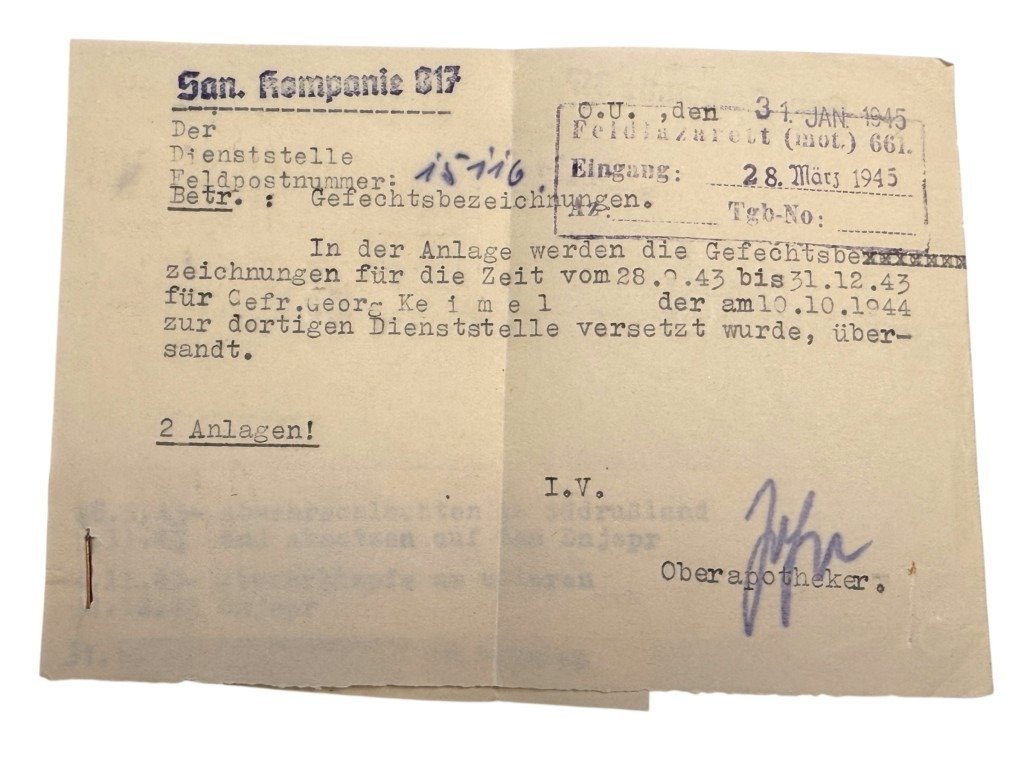 San. Kompanie 817
O.U. ,den 31. JAN. 1945
Der
Dienststelle
Feldpostnummer: 15116.
Feldlazarett (mot.) 661.
Eingang: 28. März 1945
Az: Tgb-No:
Betr. : Gefechtsbezeichnungen.
In der Anlage werden die Gefechtsbexxxxxxx
zeichnungen für die Zeit vom 28. .43 bis 31.12.43
für Gefr.Georg K e i m e l der am 10.10.1944
zur dortigen Dienststelle versetzt wurde, über-
sandt.
2 Anlagen!
I.V.
Oberapotheker.